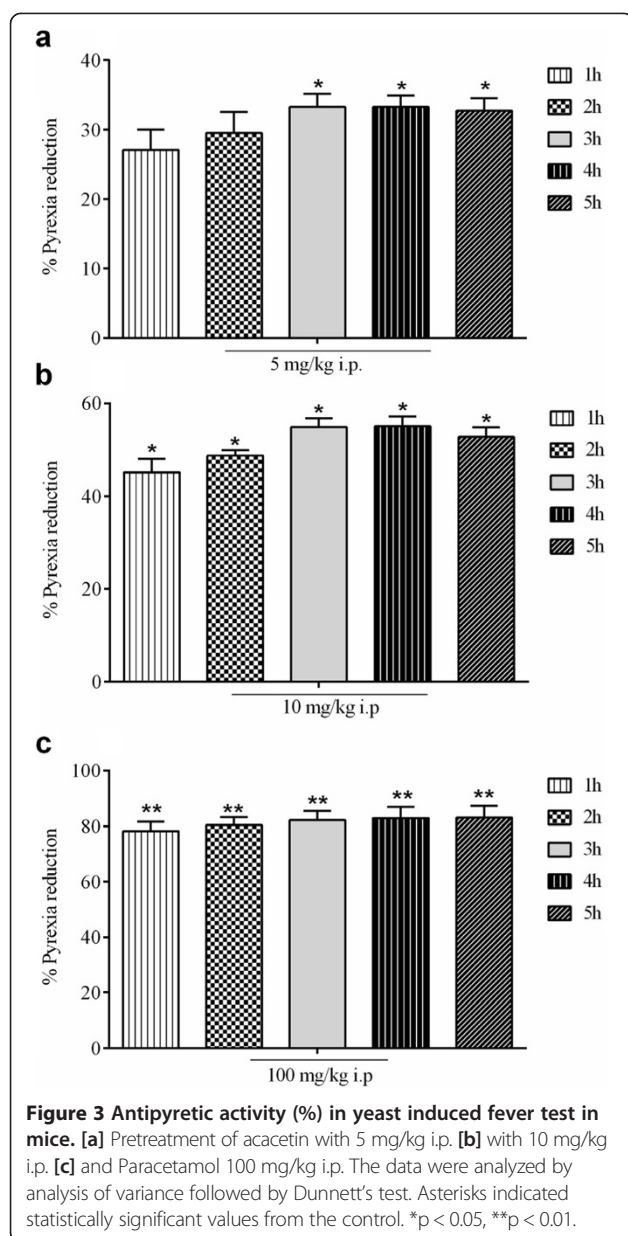 a
40
30
20
10
0
% Pyrexia reduction
* * *
1h
2h
3h
4h
5h
5 mg/kg i.p.
b
60
40
20
0
% Pyrexia reduction
* * * * *
1h
2h
3h
4h
5h
10 mg/kg i.p
c
100
80
60
40
20
0
% Pyrexia reduction
** ** ** ** **
1h
2h
3h
4h
5h
100 mg/kg i.p
Figure 3 Antipyretic activity (%) in yeast induced fever test in
mice. [a] Pretreatment of acacetin with 5 mg/kg i.p. [b] with 10 mg/kg
i.p. [c] and Paracetamol 100 mg/kg i.p. The data were analyzed by
analysis of variance followed by Dunnett's test. Asterisks indicated
statistically significant values from the control. *p < 0.05, **p < 0.01.